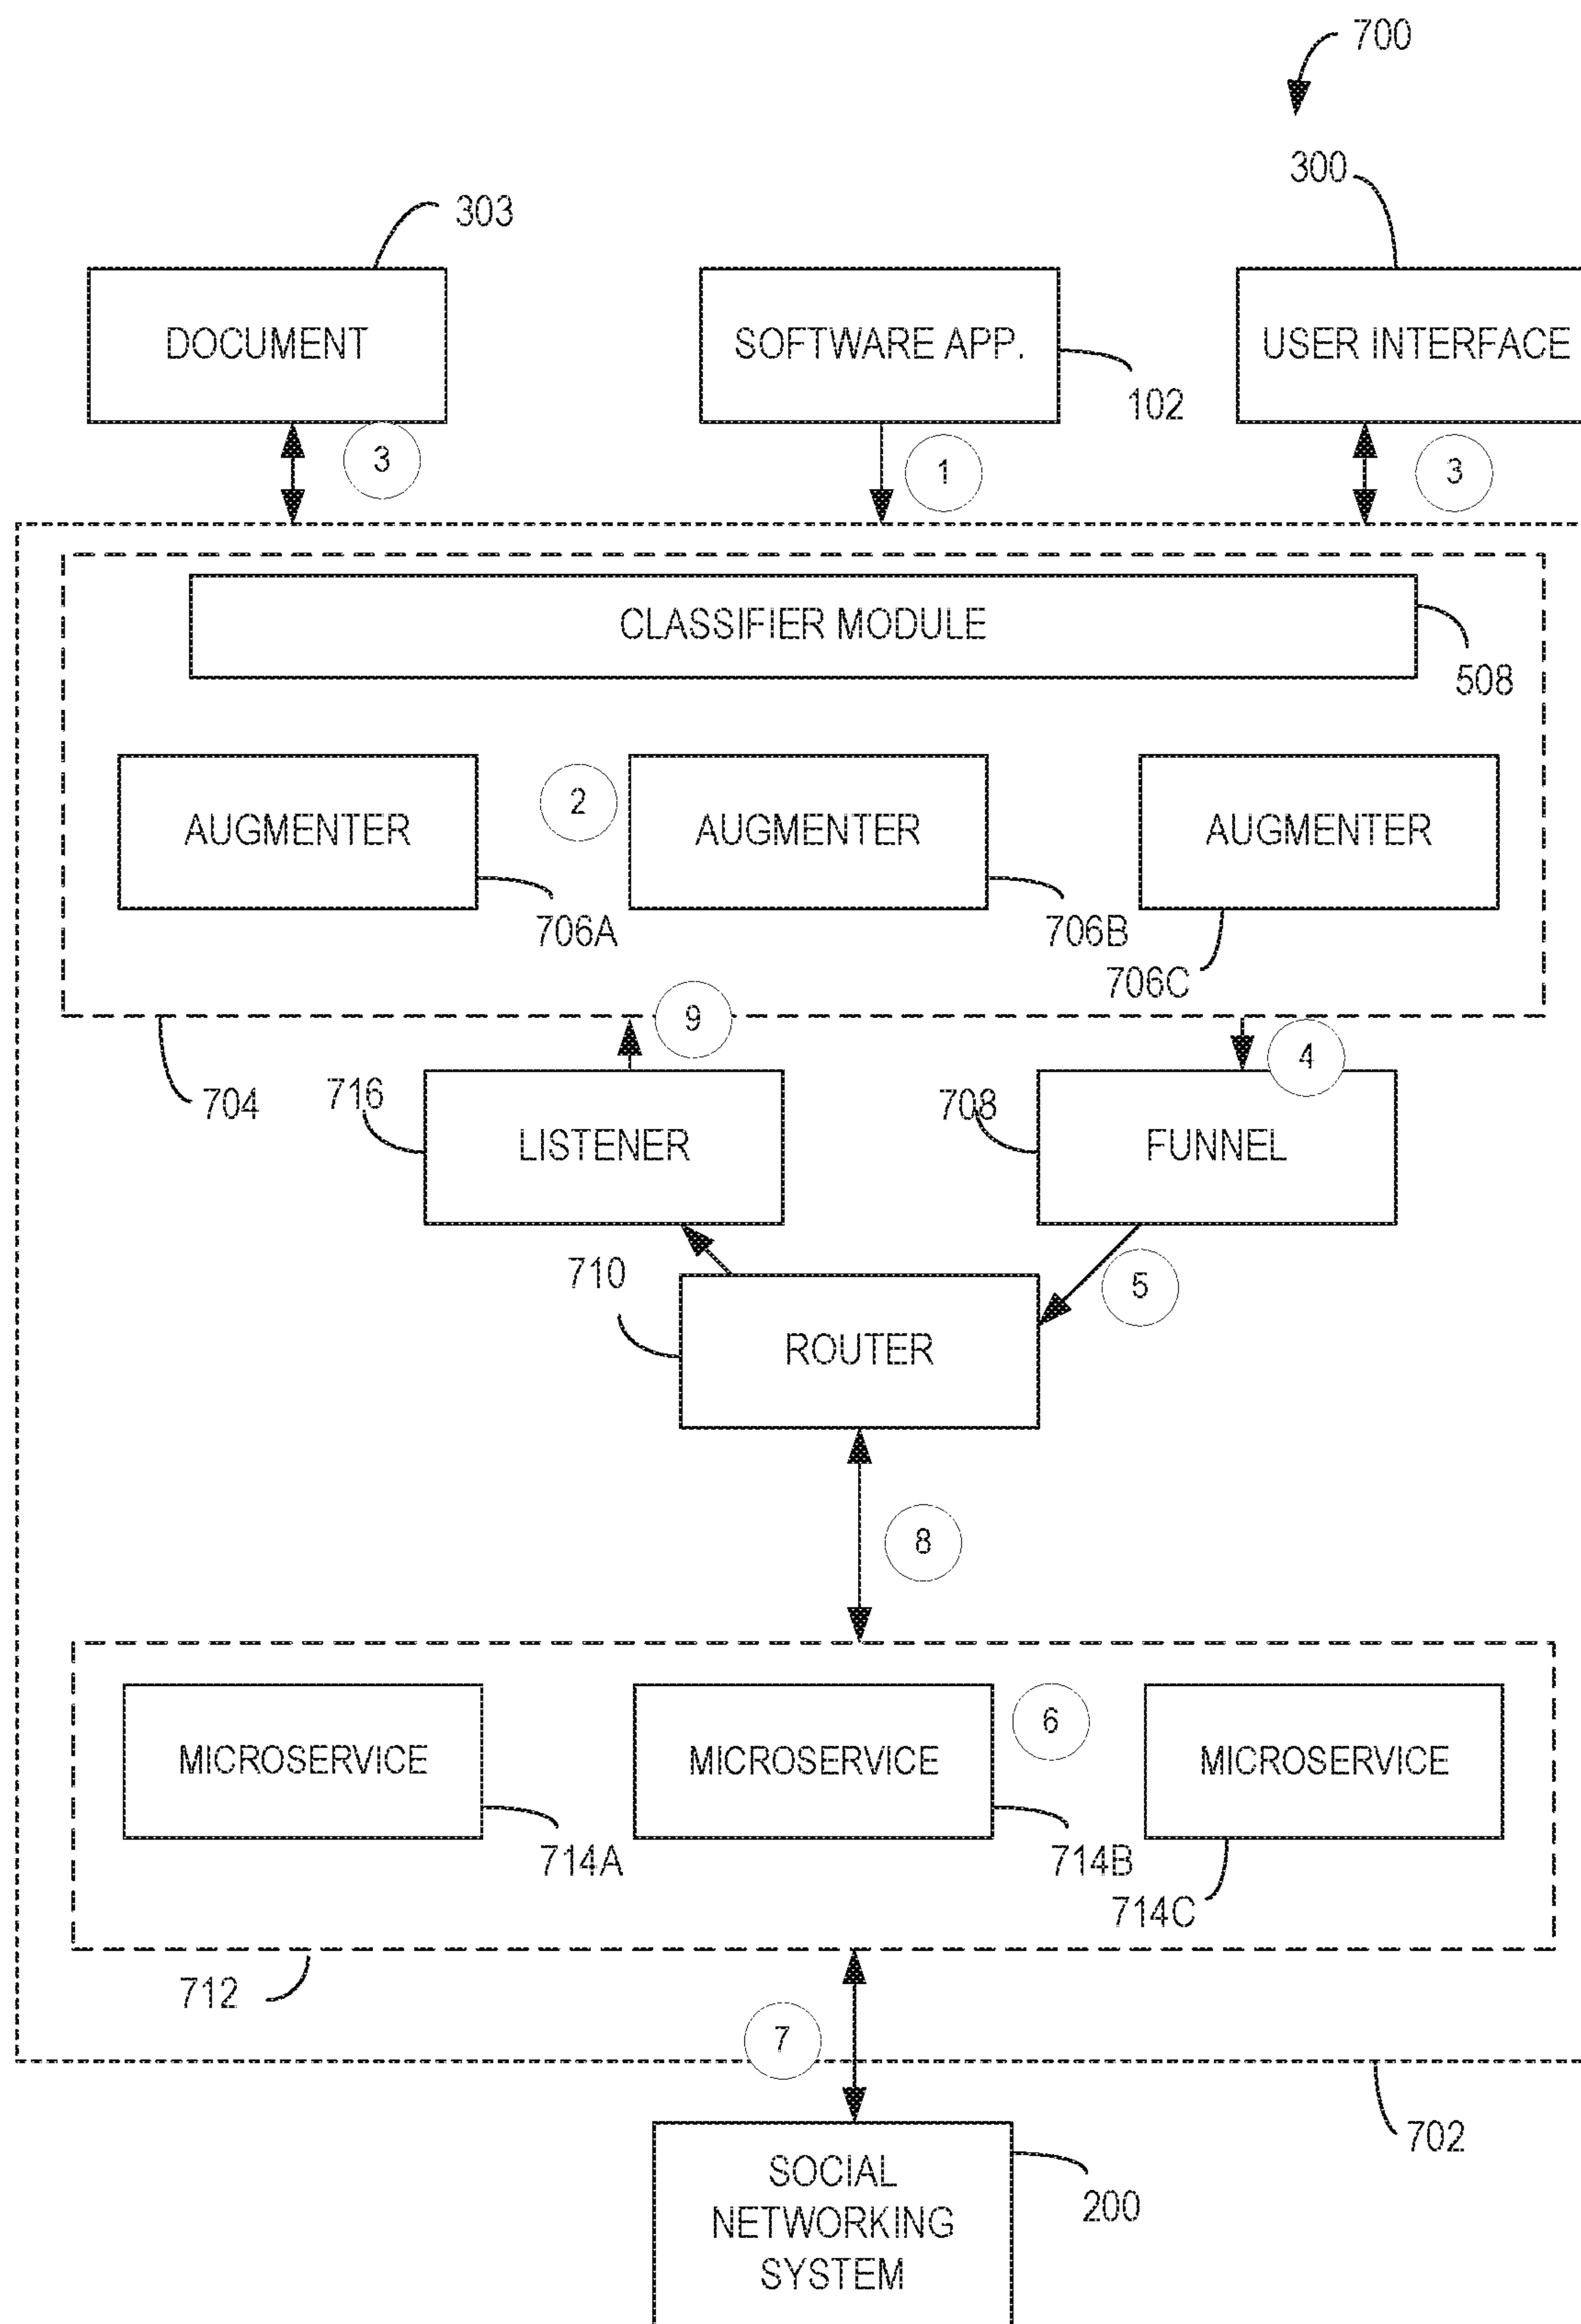 700
300
303
DOCUMENT
SOFTWARE APP.
USER INTERFACE
102
3
1
3
CLASSIFIER MODULE
508
2
AUGMENTER
AUGMENTER
AUGMENTER
706A
706B
706C
9
4
704
716
708
LISTENER
FUNNEL
710
5
ROUTER
8
6
MICROSERVICE
MICROSERVICE
MICROSERVICE
714A
714B
714C
712
7
702
SOCIAL
NETWORKING
SYSTEM
200